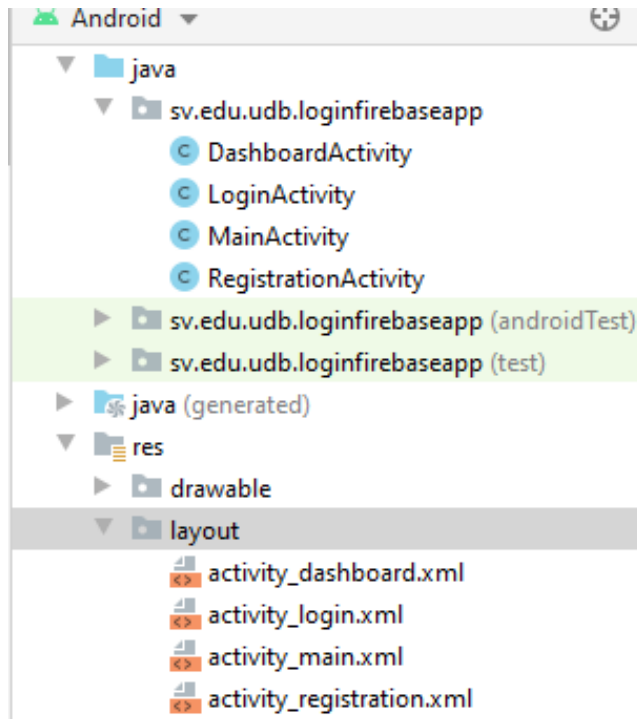 Android
java
sv.edu.udb.loginfirebaseapp
C DashboardActivity
C LoginActivity
C MainActivity
C RegistrationActivity
sv.edu.udb.loginfirebaseapp (androidTest)
sv.edu.udb.loginfirebaseapp (test)
java (generated)
res
drawable
layout
activity_dashboard.xml
activity_login.xml
activity_main.xml
activity_registration.xml